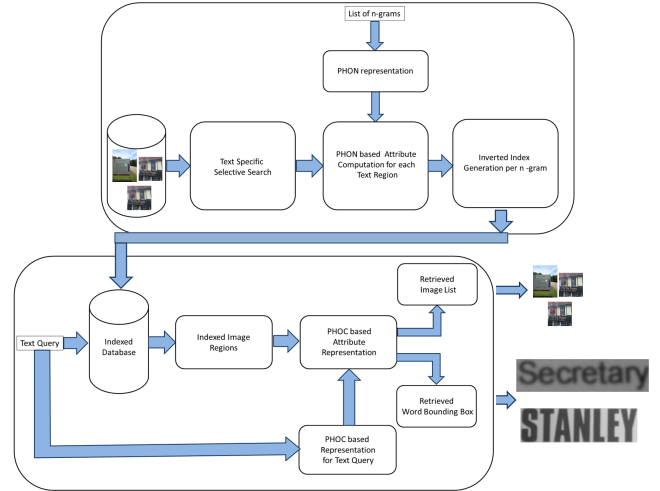 List of n-grams
PHON representation
Text Specific
Selective Search
PHON based Attribute
Computation for each
Text Region
Inverted Index
Generation per n -gram
Text Query
Indexed
Database
Indexed Image
Regions
PHOC based
Attribute
Representation
Retrieved
Image List
Retrieved
Word Bounding Box
PHOC based
Representation
for Text Query
Secretary
STANLEY